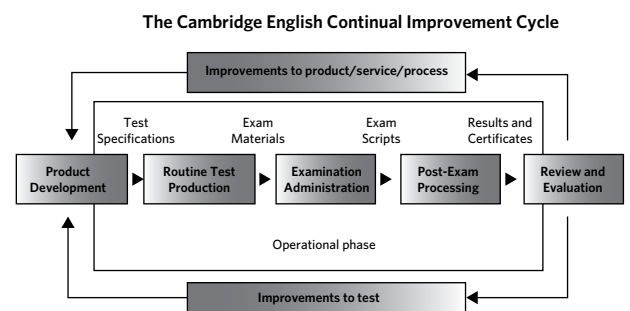 The Cambridge English Continual Improvement Cycle
Improvements to product/service/process
Test
Specifications
Exam
Materials
Exam
Scripts
Results and
Certificates
Product
Development
Routine Test
Production
Examination
Administration
Post-Exam
Processing
Review and
Evaluation
Operational phase
Improvements to test